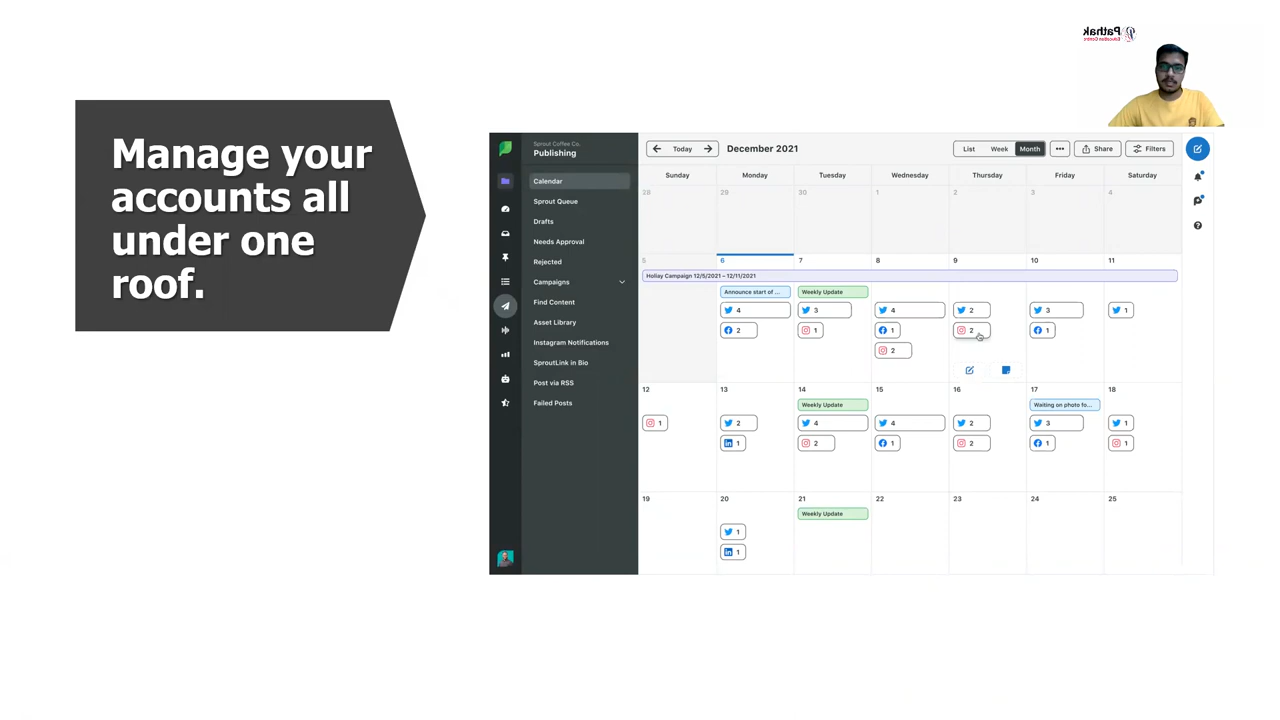 Pathak
Education Centre
Manage your
accounts all
under one
roof.
Sprout Coffee Co.
Publishing
Calendar
Sprout Queue
Drafts
Needs Approval
Rejected
Campaigns
Find Content
Asset Library
Instagram Notifications
SproutLink in Bio
Post via RSS
Failed Posts
Today
December 2021
List
Week
Month
Share
Filters
Sunday
Monday
Tuesday
Wednesday
Thursday
Friday
Saturday
28
29
30
1
2
3
4
5
6
7
8
9
10
11
Holiay Campaign 12/5/2021 – 12/11/2021
Announce start of ...
Weekly Update
4
3
4
2
3
1
2
1
1
2
1
2
12
13
14
15
16
17
18
Weekly Update
Waiting on photo fo...
1
2
4
4
2
3
1
1
2
1
2
1
1
19
20
21
22
23
24
25
Weekly Update
1
1